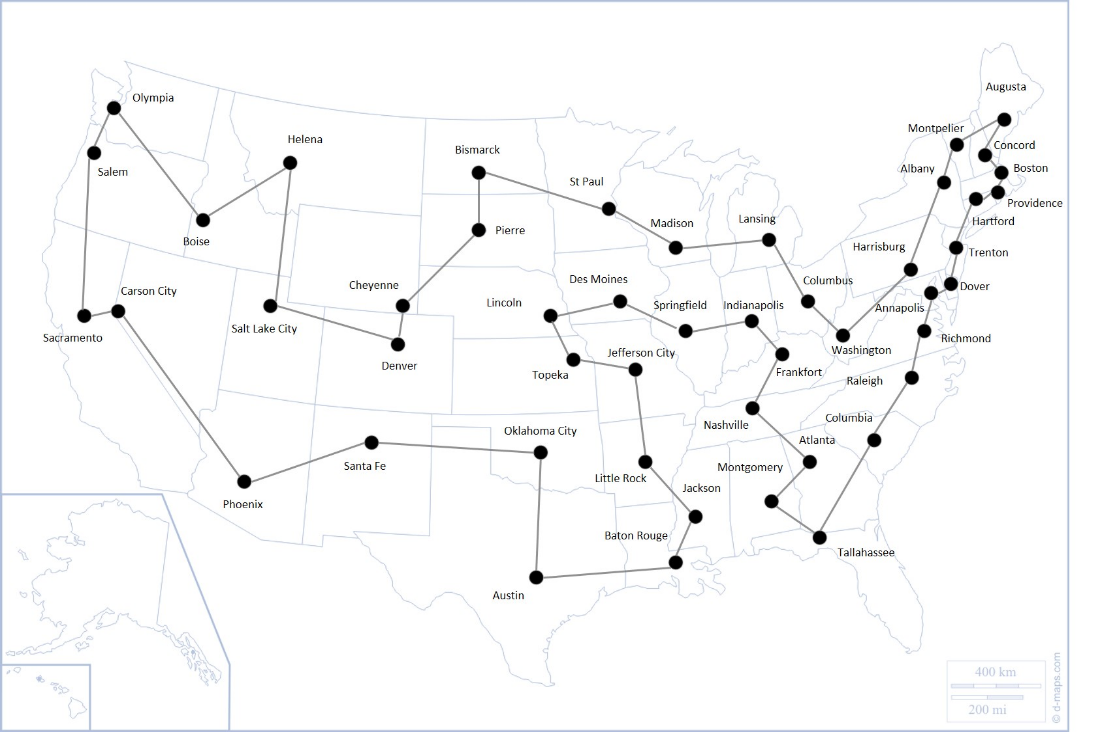 Augusta
Olympia
Montpelier
Helena
Concord
Bismarck
Albany
Boston
Salem
St Paul
Providence
Madison
Lansing
Hartford
Boise
Pierre
Harrisburg
Trenton
Carson City
Cheyenne
Des Moines
Columbus
Dover
Lincoln
Springfield
Indianapolis
Annapolis
Salt Lake City
Sacramento
Richmond
Jefferson City
Washington
Denver
Topeka
Frankfort
Raleigh
Columbia
Nashville
Oklahoma City
Atlanta
Santa Fe
Montgomery
Little Rock
Jackson
Phoenix
Baton Rouge
Tallahassee
Austin
400 km
200 mi
© d-maps.com